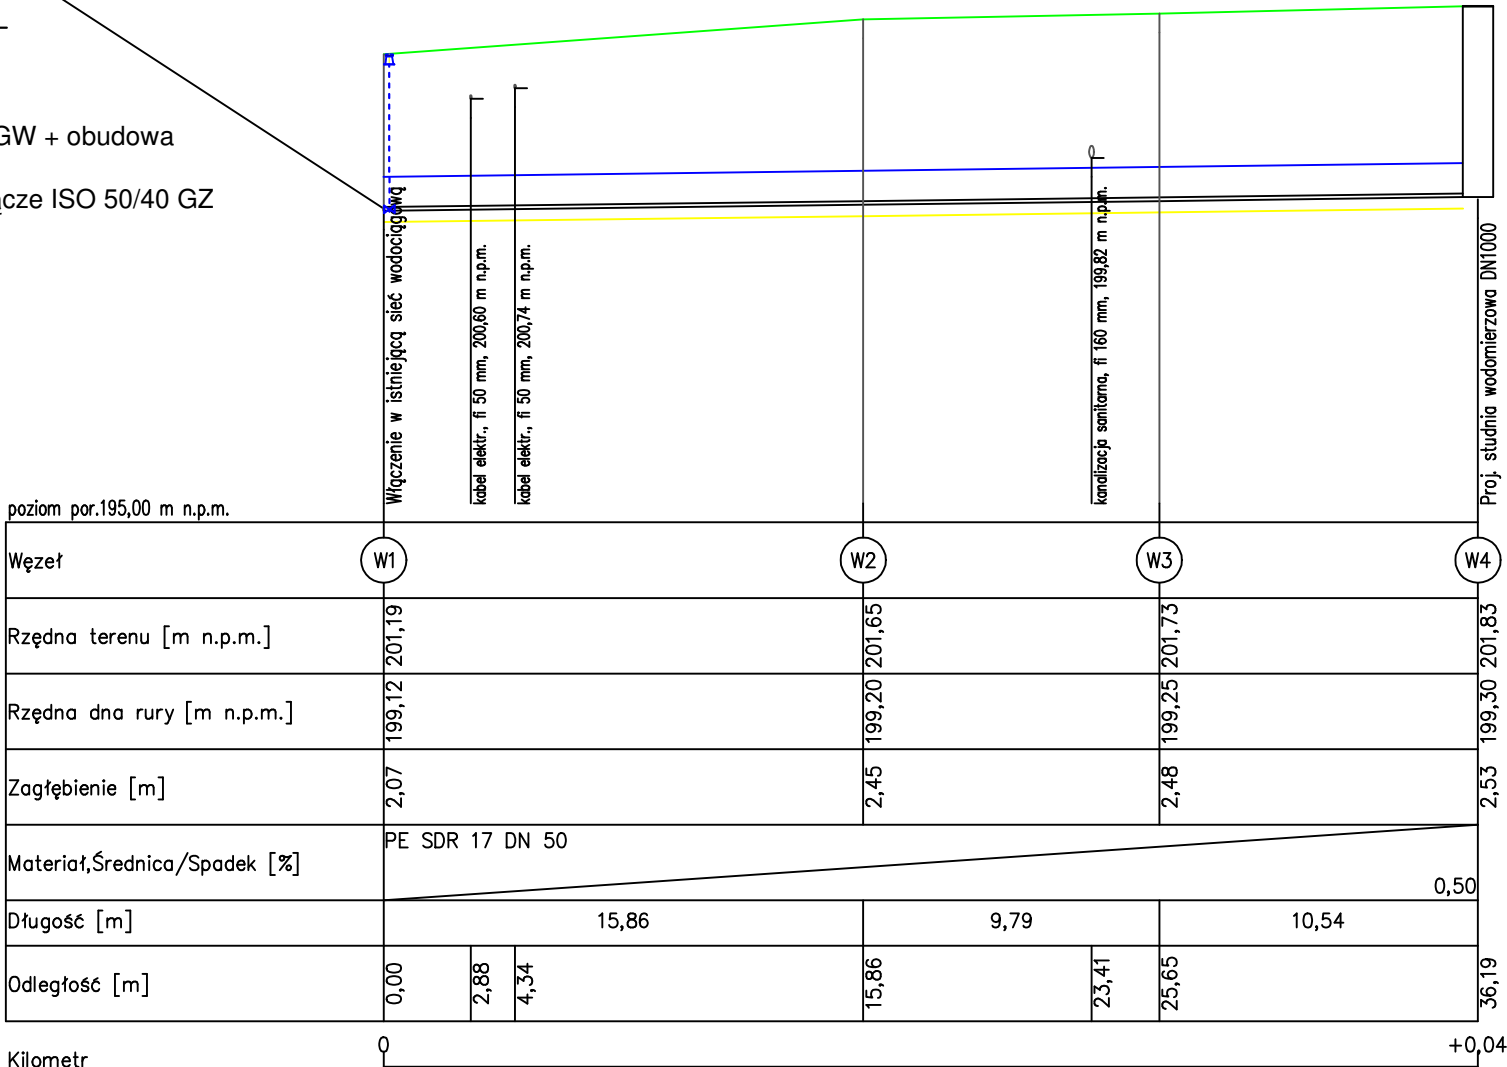 GW + obudowa
ącze ISO 50/40 GZ
Włączenie w istniejącą sieć wodociągową
kabel elektr., fi 50 mm, 200,60 m n.p.m.
kabel elektr., fi 50 mm, 200,74 m n.p.m.
kanalizacja sanitarna, fi 160 mm, 199,82 m n.p.m.
Proj. studnia wodomierzowa DN1000
poziom por.195,00 m n.p.m.
Węzeł W1 W2 W3 W4
Rzędna terenu [m n.p.m.] 201,19 201,65 201,73 201,83
Rzędna dna rury [m n.p.m.] 199,12 199,20 199,25 199,30
Zagłębienie [m] 2,07 2,45 2,48 2,53
PE SDR 17 DN 50
Materiał,Średnica/Spadek [%]
0,50
Długość [m] 15,86 9,79 10,54
Odległość [m] 0,00 2,88 4,34 15,86 23,41 25,65 36,19
Kilometr 0 +0,04